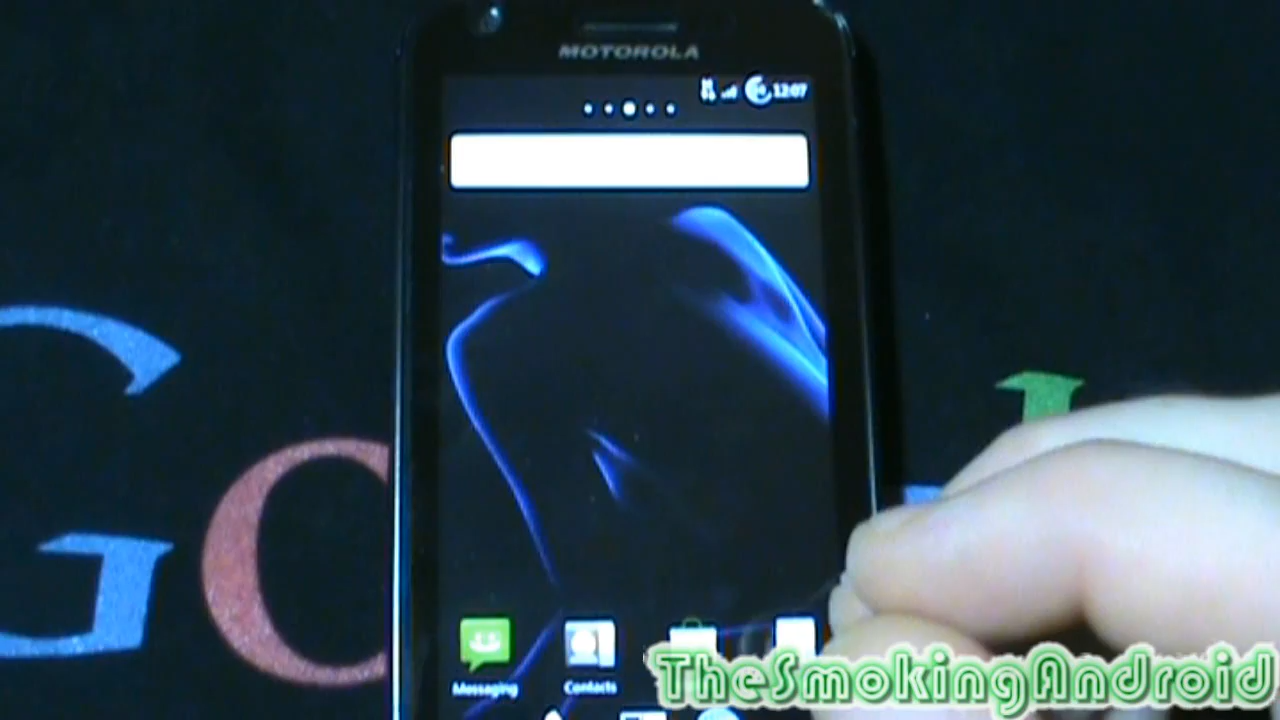 MOTOROLA
12:07
Messaging
Contacts
TheSmokingAndroid